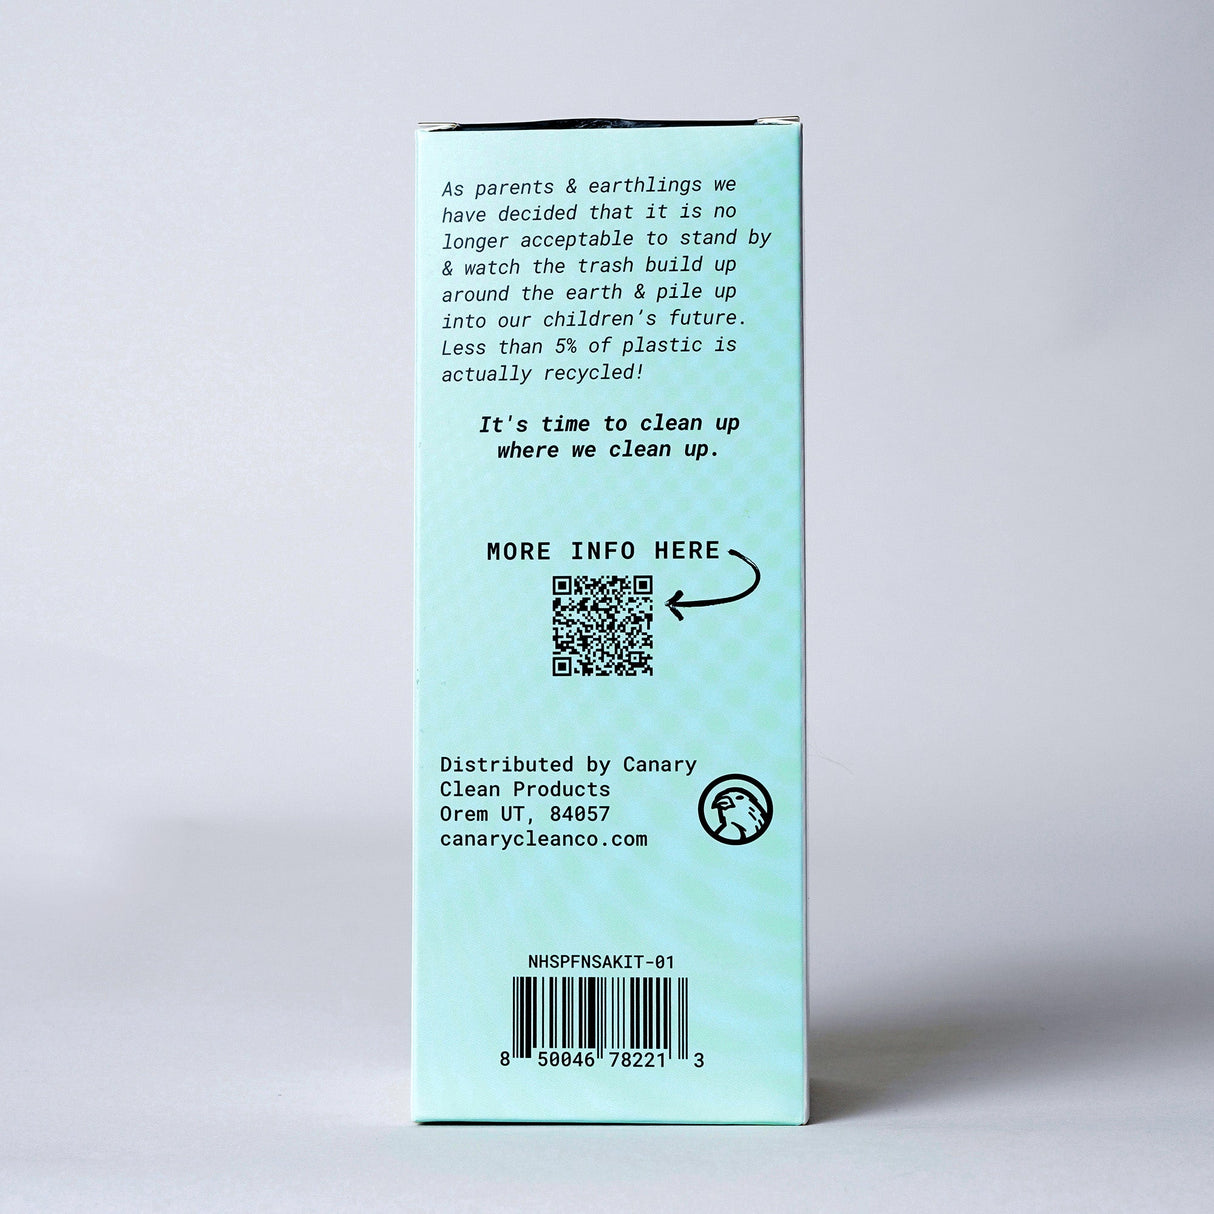 As parents & earthlings we
have decided that it is no
longer acceptable to stand by
& watch the trash build up
around the earth & pile up
into our children's future.
Less than 5% of plastic is
actually recycled!
It's time to clean up
where we clean up.
MORE INFO HERE
Distributed by Canary
Clean Products
Orem UT, 84057
canarycleanco.com
NHSPFNSAKIT-01
8 50046 78221 3